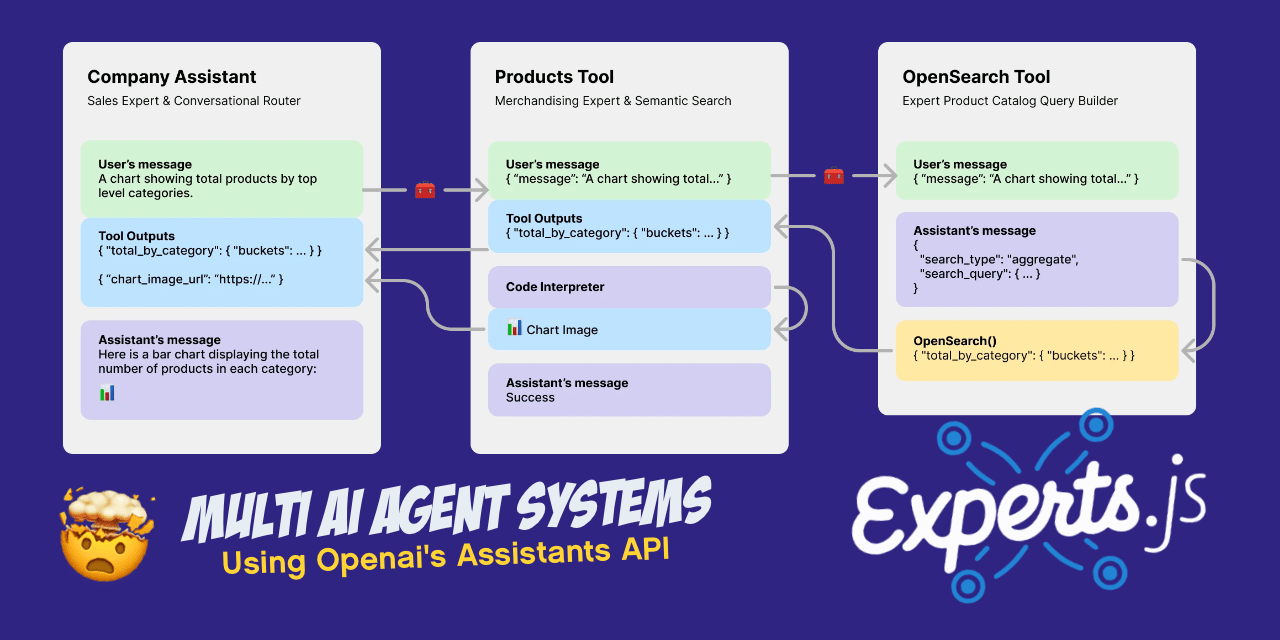 Company Assistant
Sales Expert & Conversational Router
User’s message
A chart showing total products by top
level categories.
Tool Outputs
{ "total_by_category": { "buckets": ... } }
{ “chart_image_url”: “https://...” }
Assistant’s message
Here is a bar chart displaying the total
number of products in each category:
Products Tool
Merchandising Expert & Semantic Search
User’s message
{ “message”: “A chart showing total...” }
Tool Outputs
{ "total_by_category": { "buckets": ... } }
Code Interpreter
Chart Image
Assistant’s message
Success
OpenSearch Tool
Expert Product Catalog Query Builder
User’s message
{ “message”: “A chart showing total...” }
Assistant’s message
{
"search_type": "aggregate",
"search_query": { ... }
}
OpenSearch()
{ "total_by_category": { "buckets": ... } }
MULTI AI AGENT SYSTEMS
Using Openai's Assistants API
Experts.js